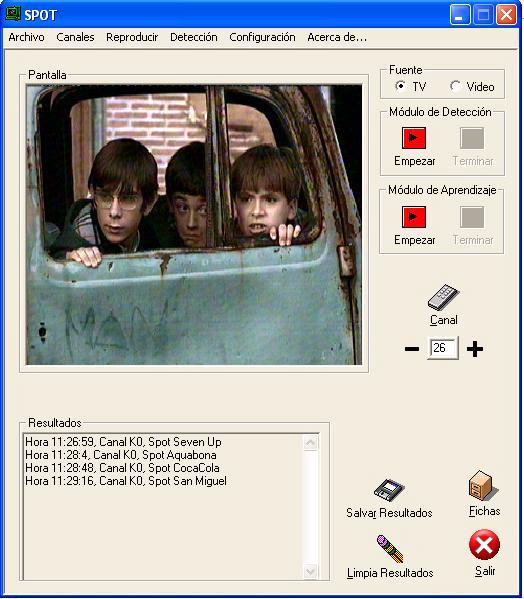 SPOT
Archivo Canales Reproducir Detección Configuración Acerca de...
Pantalla
MAN
Fuente
TV Video
Módulo de Detección
Empezar Terminar
Módulo de Aprendizaje
Empezar Terminar
Canal
26
Resultados
Hora 11:26:59, Canal K0, Spot Seven Up
Hora 11:28:4, Canal K0, Spot Aquabona
Hora 11:28:48, Canal K0, Spot CocaCola
Hora 11:29:16, Canal K0, Spot San Miguel
Salvar Resultados
Fichas
Limpia Resultados
Salir